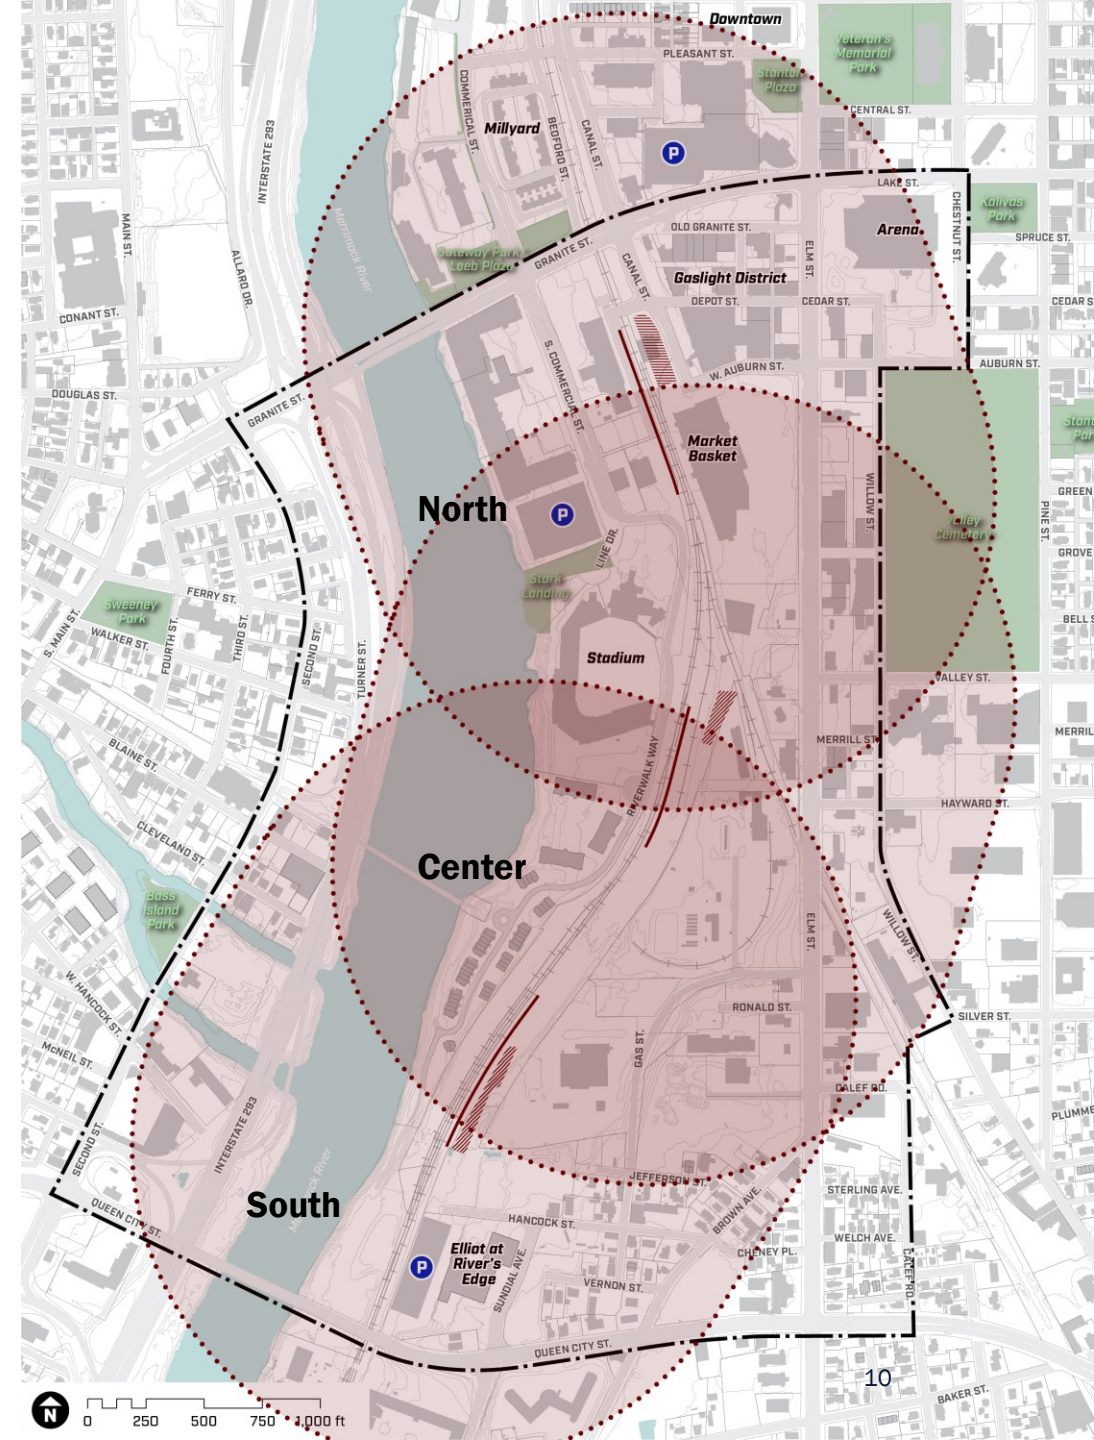 Downtown
PLEASANT ST.
Veteran's
Memorial
Park
Stanton
Plaza
CENTRAL ST.
COMMERICAL ST.
Millyard
BEDFORD ST.
CANAL ST.
P
INTERSTATE 293
LAKE ST.
CHESTNUT ST.
Kalivas
Park
SPRUCE ST.
MAIN ST.
Merrimack River
Gateway Park
Loeb Plaza
GRANITE ST.
OLD GRANITE ST.
Arena
ELM ST.
ALLARD DR.
CANAL ST.
Gaslight District
DEPOT ST.
CEDAR ST.
CEDAR S
CONANT ST.
S. COMMERCIAL ST.
W. AUBURN ST.
AUBURN ST.
DOUGLAS ST.
GRANITE ST.
Market
Basket
Stant
Par
North
P
WILLOW ST.
Valley
Cemetery
PINE ST.
GREEN
LINE DR.
GROVE
Stark
Landing
FERRY ST.
Sweeney
Park
S. MAIN ST.
WALKER ST.
FOURTH ST.
THIRD ST.
SECOND ST.
TURNER ST.
BELL S
Stadium
VALLEY ST.
BLAINE ST.
RIVERWALK WAY
MERRILL ST.
MERRIL
HAYWARD ST.
CLEVELAND ST.
Center
Bass
Island
Park
ELM ST.
WILLOW ST.
W. HANCOCK ST.
RONALD ST.
SILVER ST.
McNEIL ST.
GAS ST.
CALEF RD.
INTERSTATE 293
PLUMME
SECOND ST.
JEFFERSON ST.
South
STERLING AVE.
QUEEN CITY ST.
HANCOCK ST.
BROWN AVE.
WELCH AVE.
CHENEY PL.
P
Elliot at
River's
Edge
SUNDIAL AVE.
VERNON ST.
CALEF RD.
QUEEN CITY ST.
10
BAKER ST.
N
0 250 500 750 1,000 ft